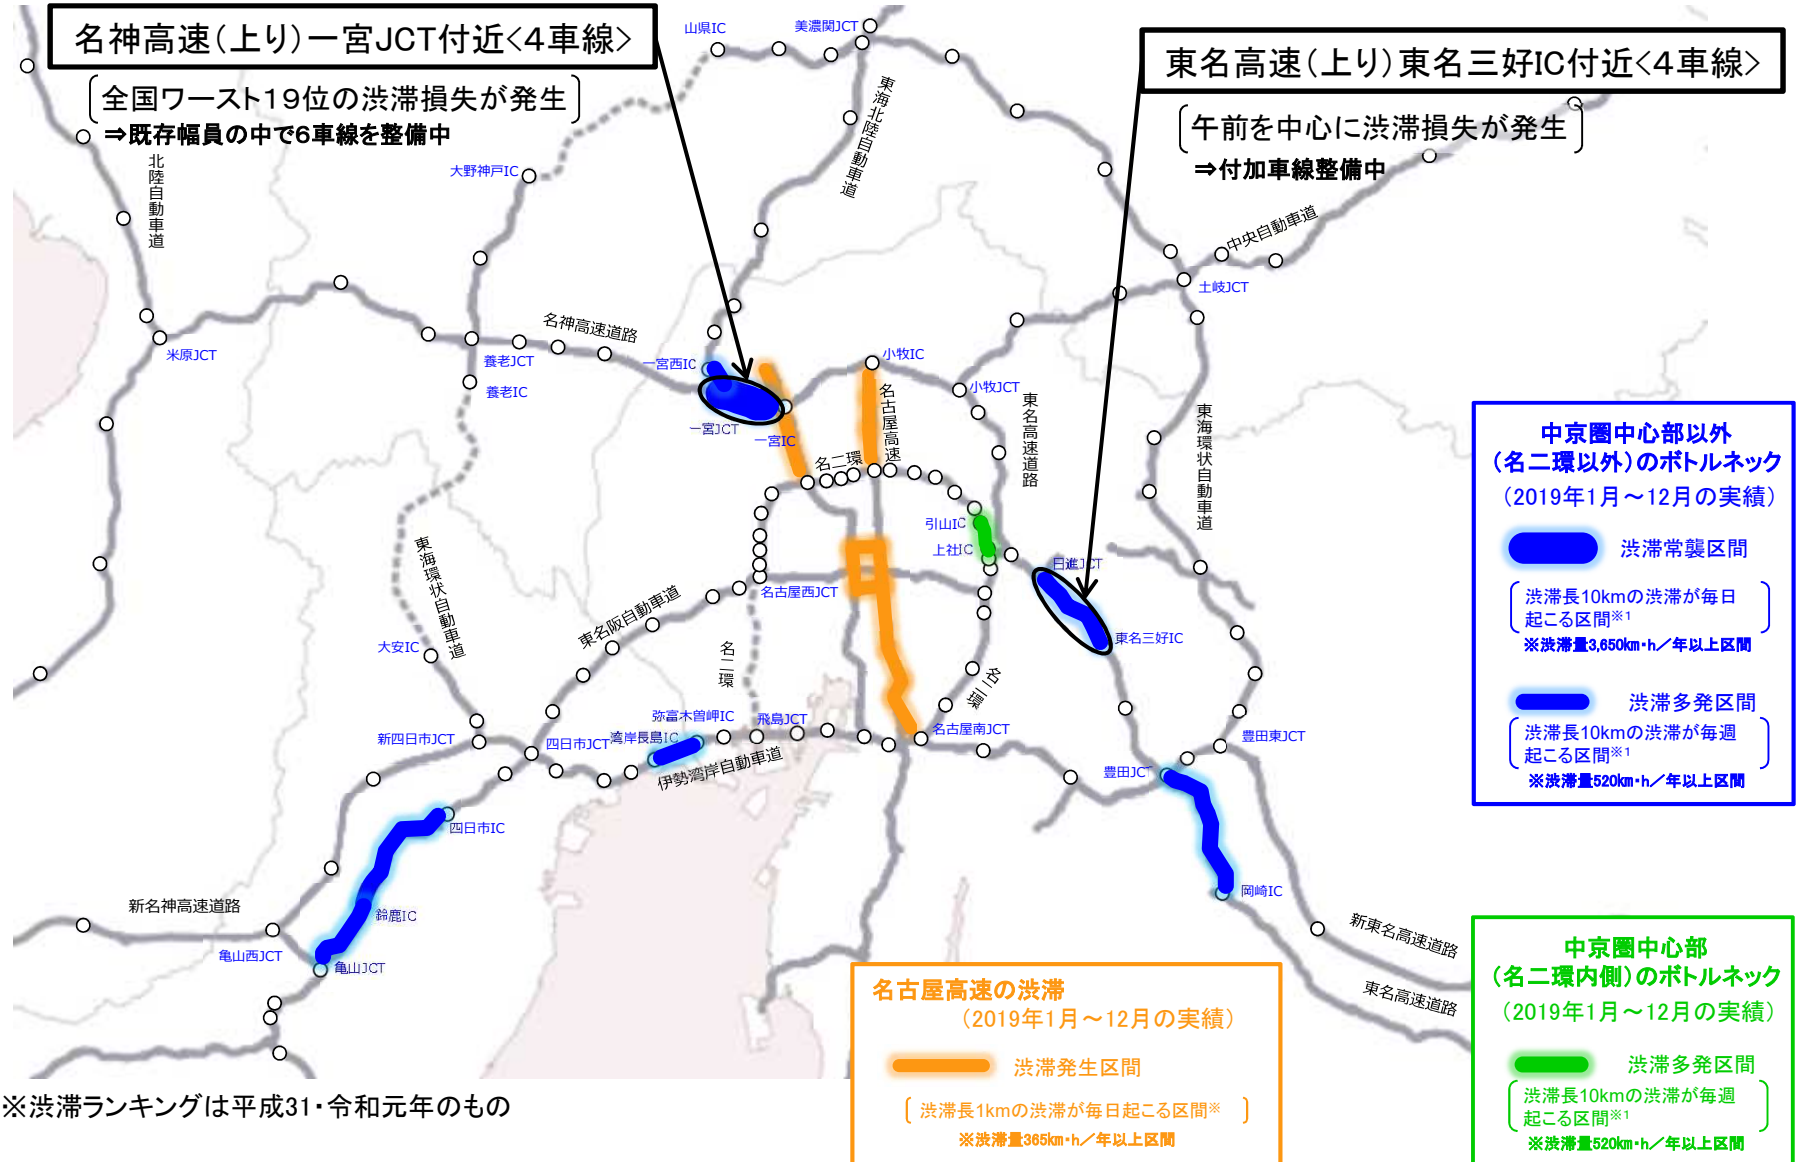 名神高速（上り）一宮JCT付近<４車線>
全国ワースト１９位の渋滞損失が発生
⇒既存幅員の中で6車線を整備中
東名高速（上り）東名三好IC付近<４車線>
午前を中心に渋滞損失が発生
⇒付加車線整備中
山県IC
美濃関JCT
東海北陸自動車道
北陸自動車道
大野神戸IC
中央自動車道
土岐JCT
名神高速道路
米原JCT
養老JCT
養老IC
一宮西IC
小牧IC
小牧JCT
一宮JCT
一宮IC
名古屋高速
名二環
東名高速道路
東海環状自動車道
引山IC
上社IC
日進JCT
東海環状自動車道
東名阪自動車道
名古屋西JCT
大安IC
名二環
名二環
東名三好IC
弥富木曽岬IC
飛島JCT
名古屋南JCT
新四日市JCT
四日市JCT
湾岸長島IC
伊勢湾岸自動車道
豊田東JCT
豊田JCT
四日市IC
岡崎IC
新名神高速道路
鈴鹿IC
亀山西JCT
亀山JCT
新東名高速道路
東名高速道路
中京圏中心部以外
（名二環以外）のボトルネック
（2019年1月～12月の実績）
渋滞常襲区間
渋滞長10kmの渋滞が毎日
起こる区間※1
※渋滞量3,650km・h／年以上区間
渋滞多発区間
渋滞長10kmの渋滞が毎週
起こる区間※1
※渋滞量520km・h／年以上区間
中京圏中心部
（名二環内側）のボトルネック
（2019年1月～12月の実績）
渋滞多発区間
渋滞長10kmの渋滞が毎週
起こる区間※1
※渋滞量520km・h／年以上区間
名古屋高速の渋滞
（2019年1月～12月の実績）
渋滞発生区間
渋滞長1kmの渋滞が毎日起こる区間※
※渋滞量365km・h／年以上区間
※渋滞ランキングは平成31・令和元年のもの